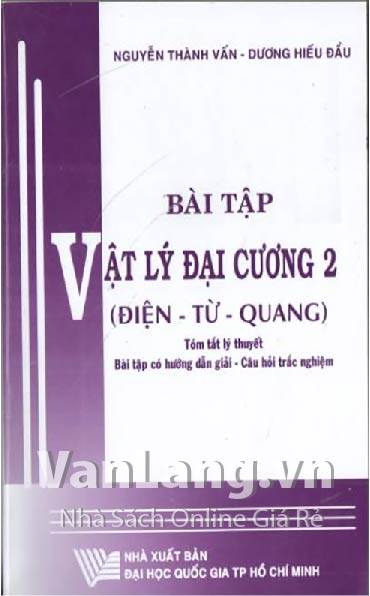 NGUYỄN THÀNH VẤN - DƯƠNG HIẾU ĐẨU
BÀI TẬP
VẬT LÝ ĐẠI CƯƠNG 2
(ĐIỆN - TỪ - QUANG)
Tóm tắt lý thuyết
Bài tập có hướng dẫn giải - Câu hỏi trắc nghiệm
VanLang.vn
Nhà Sách Online Giá Rẻ
NHÀ XUẤT BẢN
ĐẠI HỌC QUỐC GIA TP HỒ CHÍ MINH